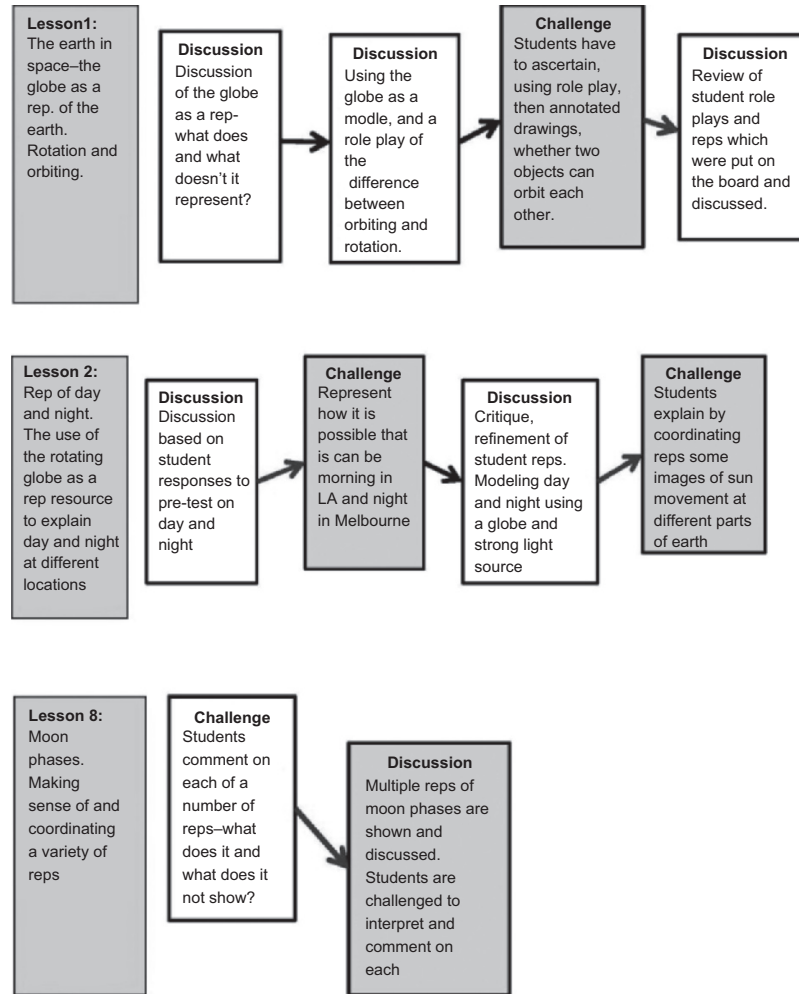 Lesson1:
The earth in
space–the
globe as a
rep. of the
earth.
Rotation and
orbiting.
Discussion
Discussion
of the globe
as a rep-
what does
and what
doesn't it
represent?
Discussion
Using the
globe as a
modle, and a
role play of
the
difference
between
orbiting and
rotation.
Challenge
Students have
to ascertain,
using role play,
then annotated
drawings,
whether two
objects can
orbit each
other.
Discussion
Review of
student role
plays and
reps which
were put on
the board and
discussed.
Lesson 2:
Rep of day
and night.
The use of
the rotating
globe as a
rep resource
to explain
day and night
at different
locations
Discussion
Discussion
based on
student
responses to
pre-test on
day and
night
Challenge
Represent
how it is
possible that
is can be
morning in
LA and night
in Melbourne
Discussion
Critique,
refinement of
student reps.
Modeling day
and night using
a globe and
strong light
source
Challenge
Students
explain by
coordinating
reps some
images of sun
movement at
different parts
of earth
Lesson 8:
Moon
phases.
Making
sense of and
coordinating
a variety of
reps
Challenge
Students
comment on
each of a
number of
reps–what
does it and
what does it
not show?
Discussion
Multiple reps of
moon phases are
shown and
discussed.
Students are
challenged to
interpret and
comment on
each